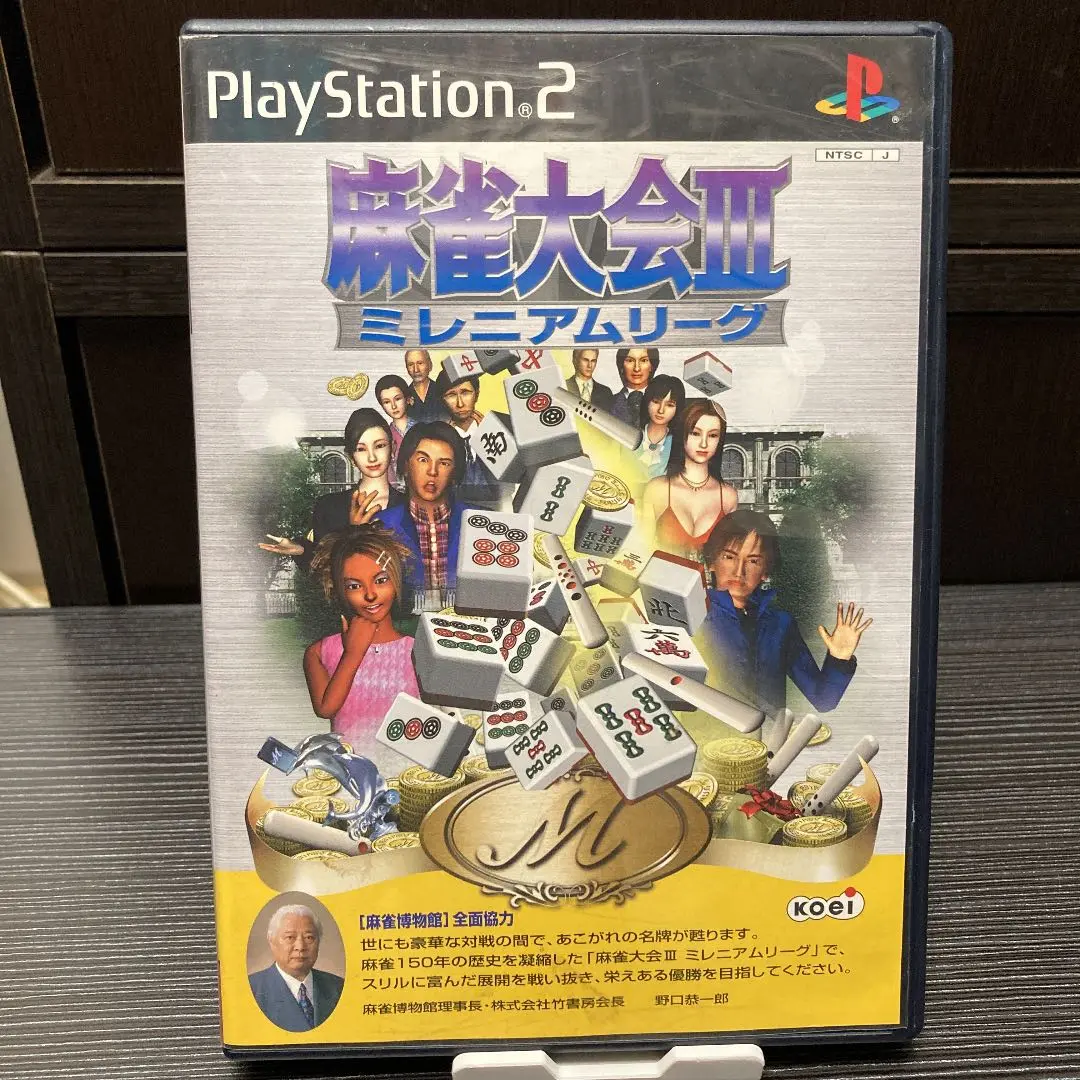 PlayStation®2
NTSC J
麻雀大会III
ミレニアムリーグ
中
南
北
六萬
M
KOEI
[麻雀博物館]全面協力
世にも豪華な対戦の間で、あこがれの名牌が甦ります。
麻雀150年の歴史を凝縮した「麻雀大会III ミレニアムリーグ」で、
スリルに富んだ展開を戦い抜き、栄えある優勝を目指してください。
麻雀博物館理事長・株式会社竹書房会長 野口恭一郎